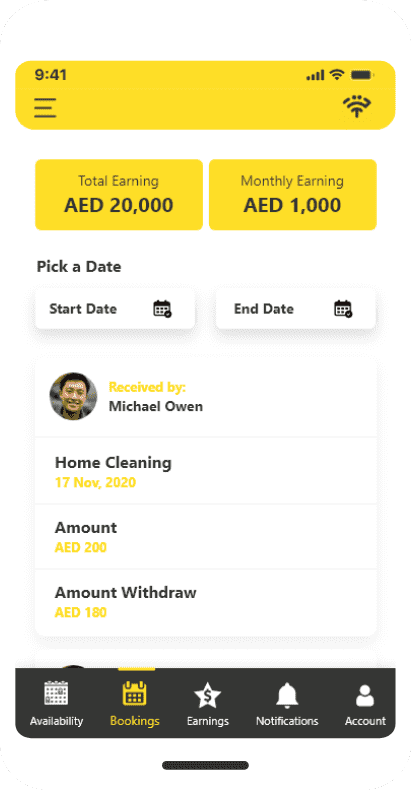 9:41
Total Earning
AED 20,000
Monthly Earning
AED 1,000
Pick a Date
Start Date
End Date
Received by:
Michael Owen
Home Cleaning
17 Nov, 2020
Amount
AED 200
Amount Withdraw
AED 180
Availability
Bookings
Earnings
Notifications
Account